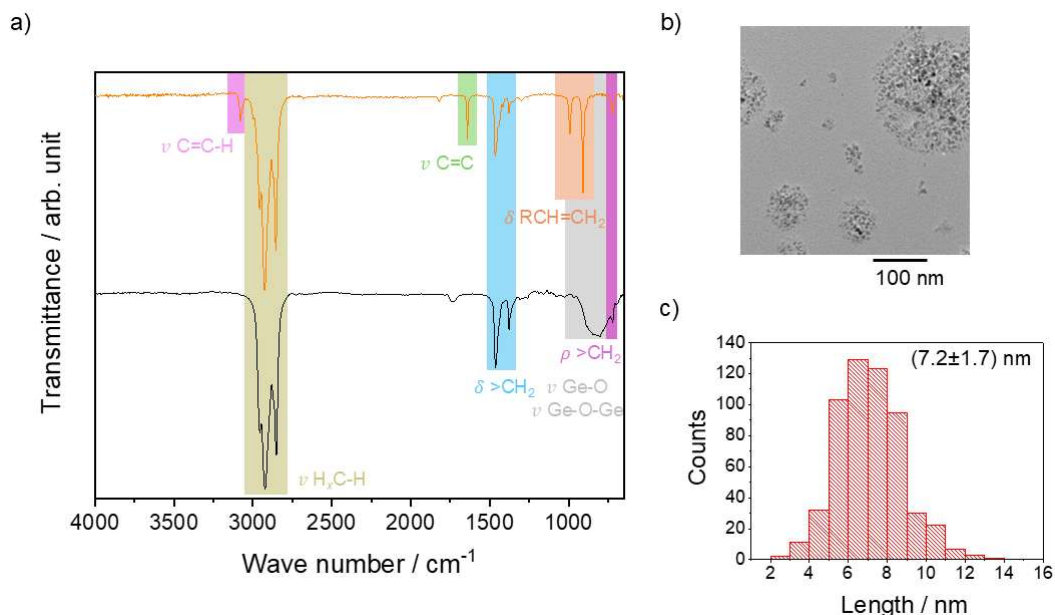 a)
Transmittance / arb. unit
ν C=C-H
ν C=C
δ RCH=CH₂
ρ >CH₂
δ >CH₂
ν Ge-O
ν Ge-O-Ge
ν HₓC-H
4000 3500 3000 2500 2000 1500 1000
Wave number / cm⁻¹
b)
100 nm
c)
(7.2±1.7) nm
Counts
140
120
100
80
60
40
20
0
2 4 6 8 10 12 14 16
Length / nm